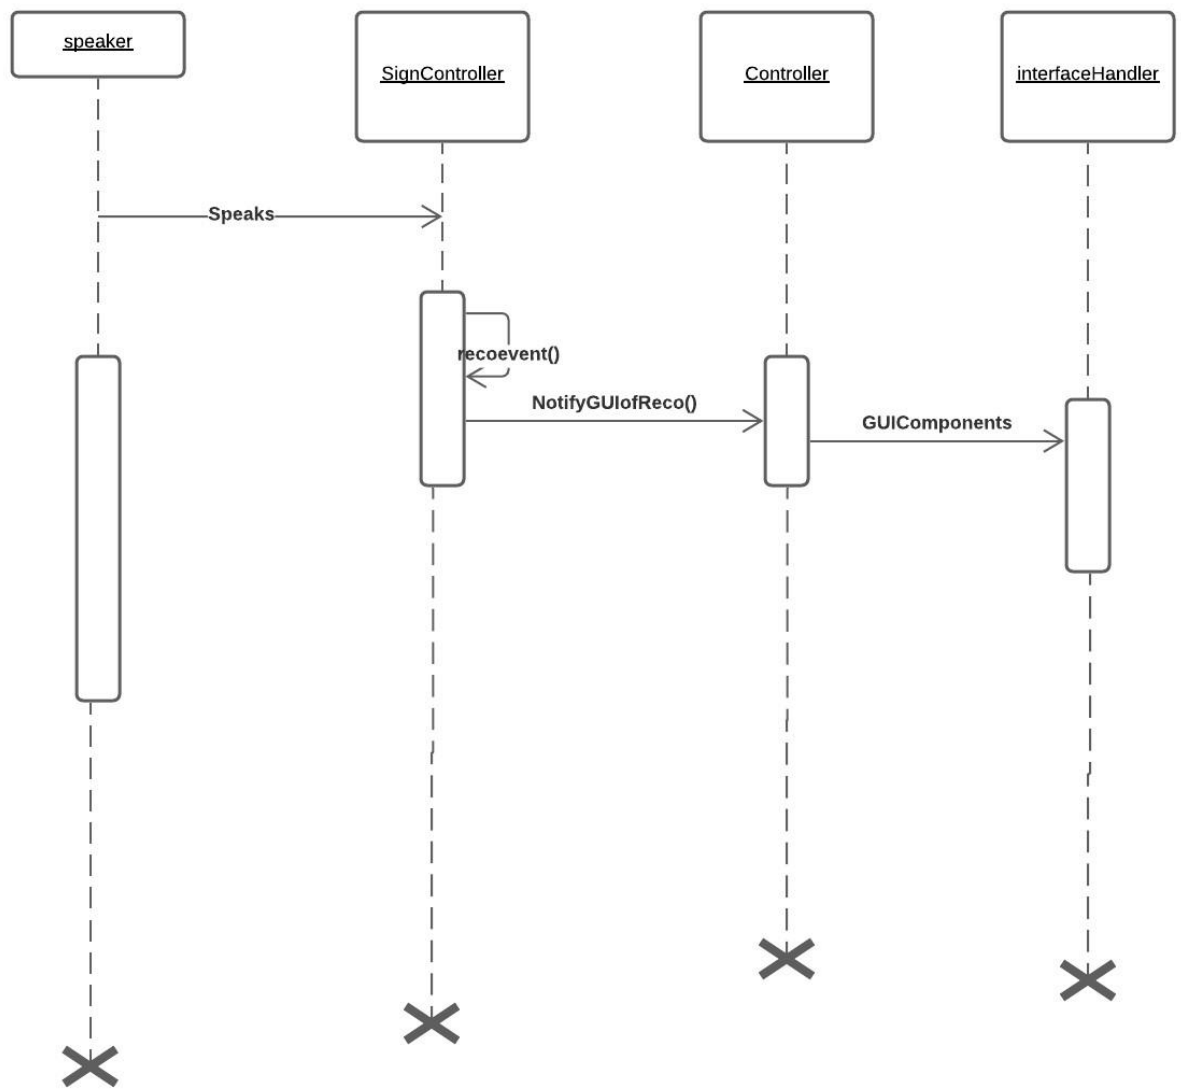 speaker
SignController
Controller
interfaceHandler
Speaks
recoevent()
NotifyGUIofReco()
GUIComponents